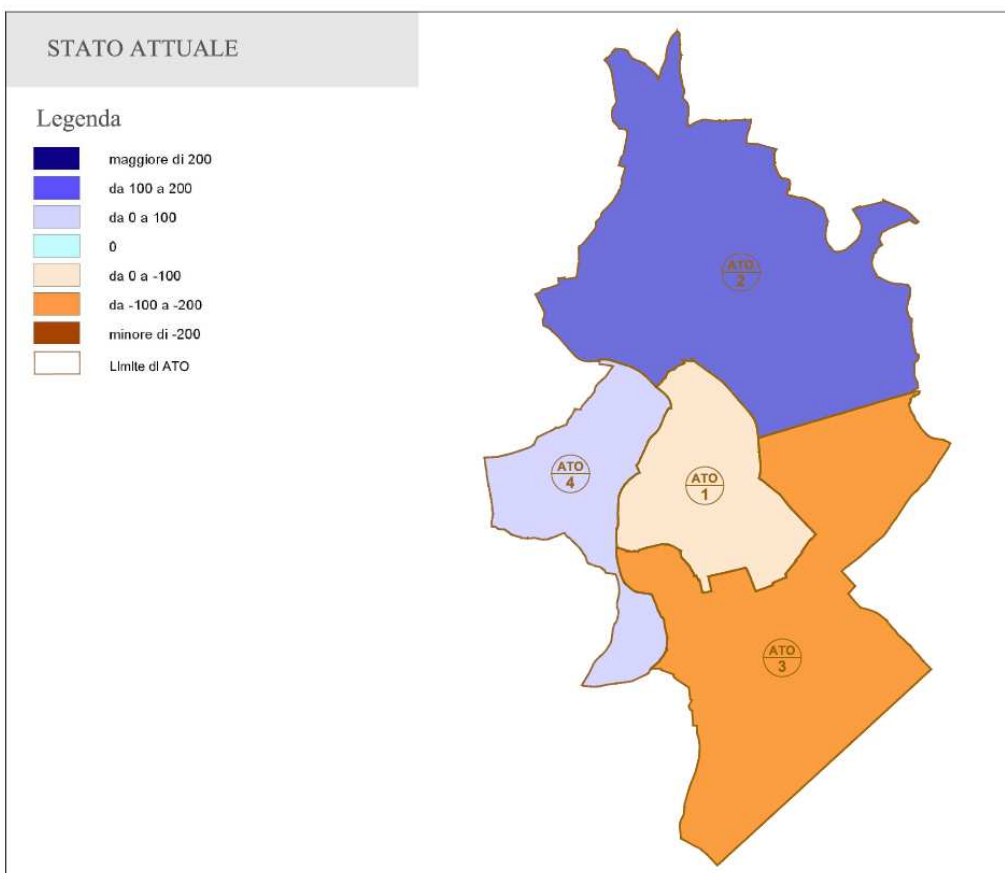 STATO ATTUALE
Legenda
maggiore di 200
da 100 a 200
da 0 a 100
0
da 0 a -100
da -100 a -200
minore di -200
Limite di ATO
ATO
2
ATO
4
ATO
1
ATO
3